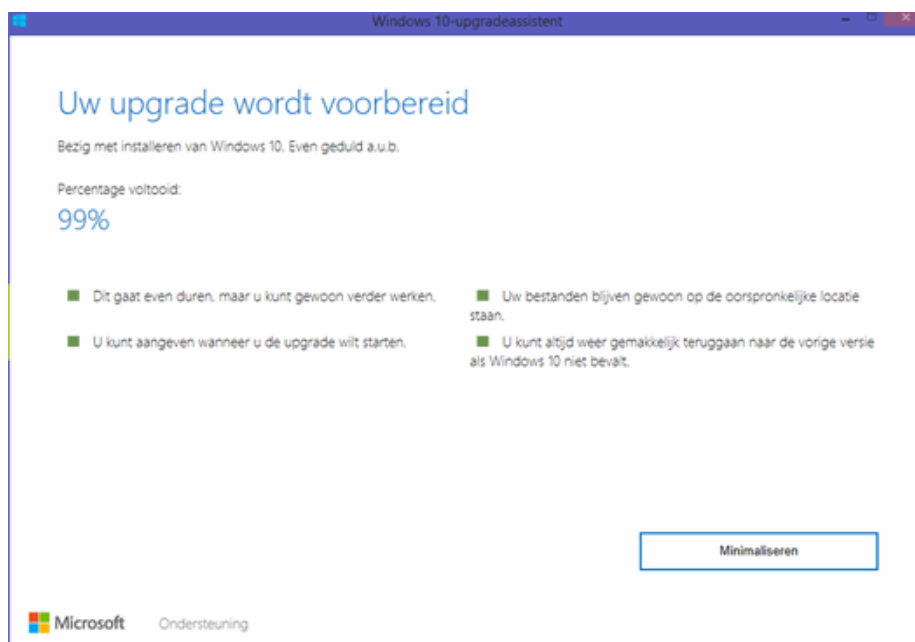 Windows 10-upgradeassistent
Uw upgrade wordt voorbereid
Bezig met installeren van Windows 10. Even geduld a.u.b.
Percentage voltooid:
99%
Dit gaat even duren, maar u kunt gewoon verder werken.
U kunt aangeven wanneer u de upgrade wilt starten.
Uw bestanden blijven gewoon op de oorspronkelijke locatie
staan.
U kunt altijd weer gemakkelijk teruggaan naar de vorige versie
als Windows 10 niet bevalt.
Minimaliseren
Microsoft Ondersteuning